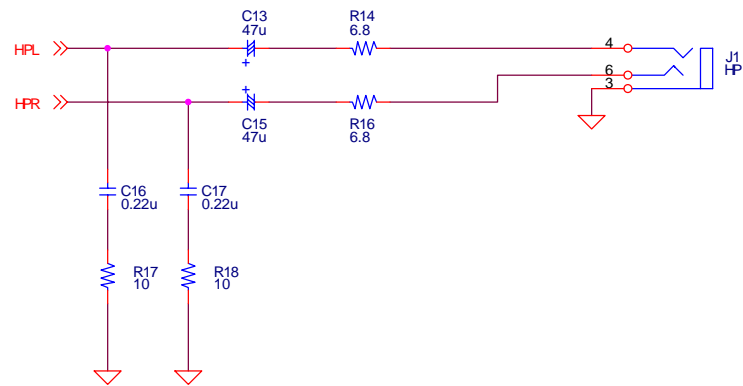 C13
47u
R14
6.8
HPL
+
4
J1
HP
6
3
HPR
+
C15
47u
R16
6.8
C16
0.22u
C17
0.22u
R17
10
R18
10